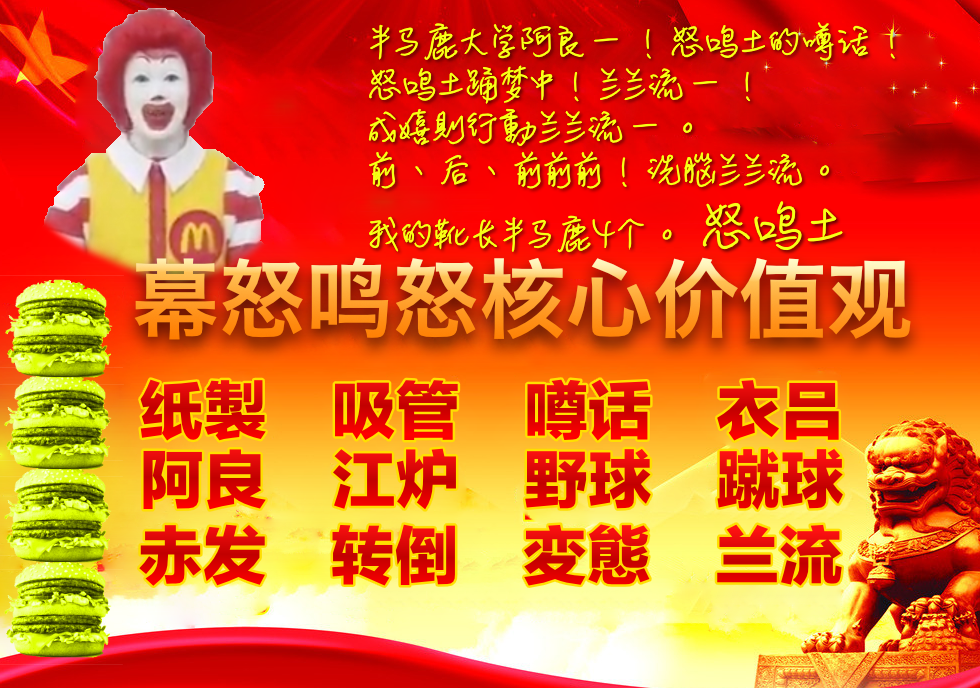 半马鹿大学阿良一！怒鸣土的噂话！
怒鸣土踊梦中！兰兰流一！
成嬉则行動兰兰流一。
前、后、前前前！洗脑兰兰流。
我的靴长半马鹿4个。怒鸣土
幕怒鸣怒核心价值观
纸製 吸管 噂话 衣吕
阿良 江炉 野球 蹴球
赤发 转倒 変態 兰流